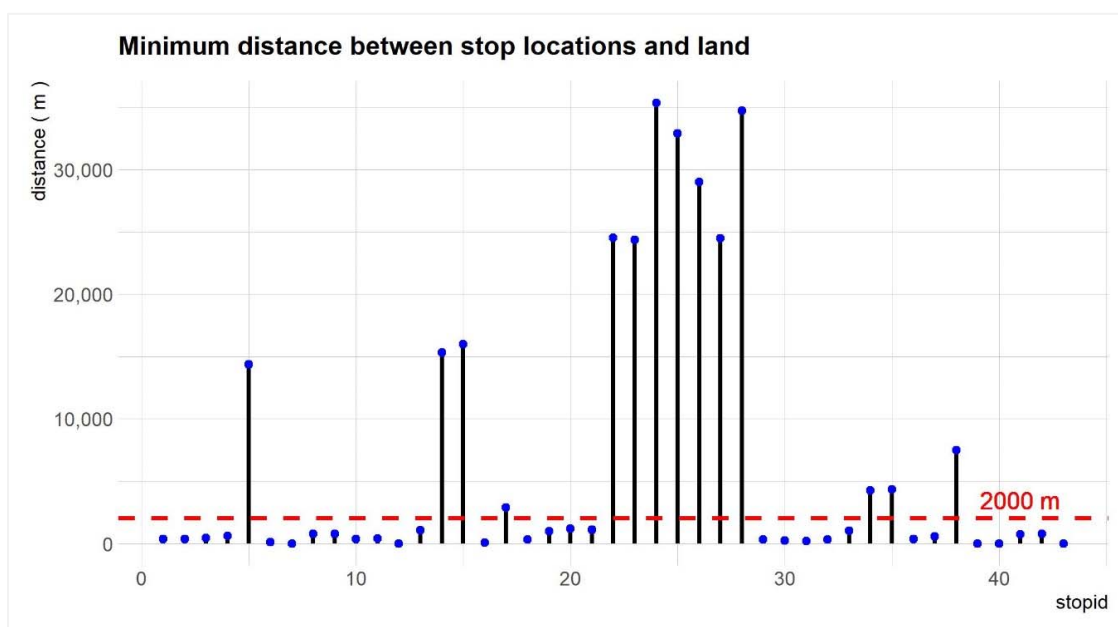 Minimum distance between stop locations and land
distance ( m )
30,000
20,000
10,000
0
2000 m
0 10 20 30 40
stopid